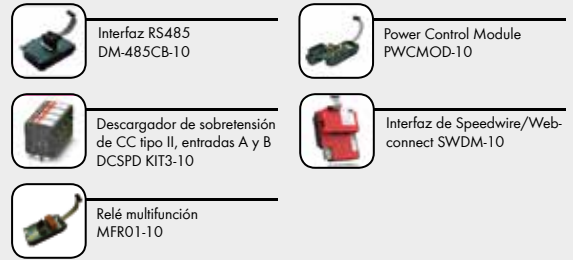 Interfaz RS485
DM-485CB-10
Power Control Module
PWCMOD-10
Descargador de sobretensión
de CC tipo II, entradas A y B
DCSPD KIT3-10
Interfaz de Speedwire/Web-
connect SWDM-10
Relé multifunción
MFR01-10